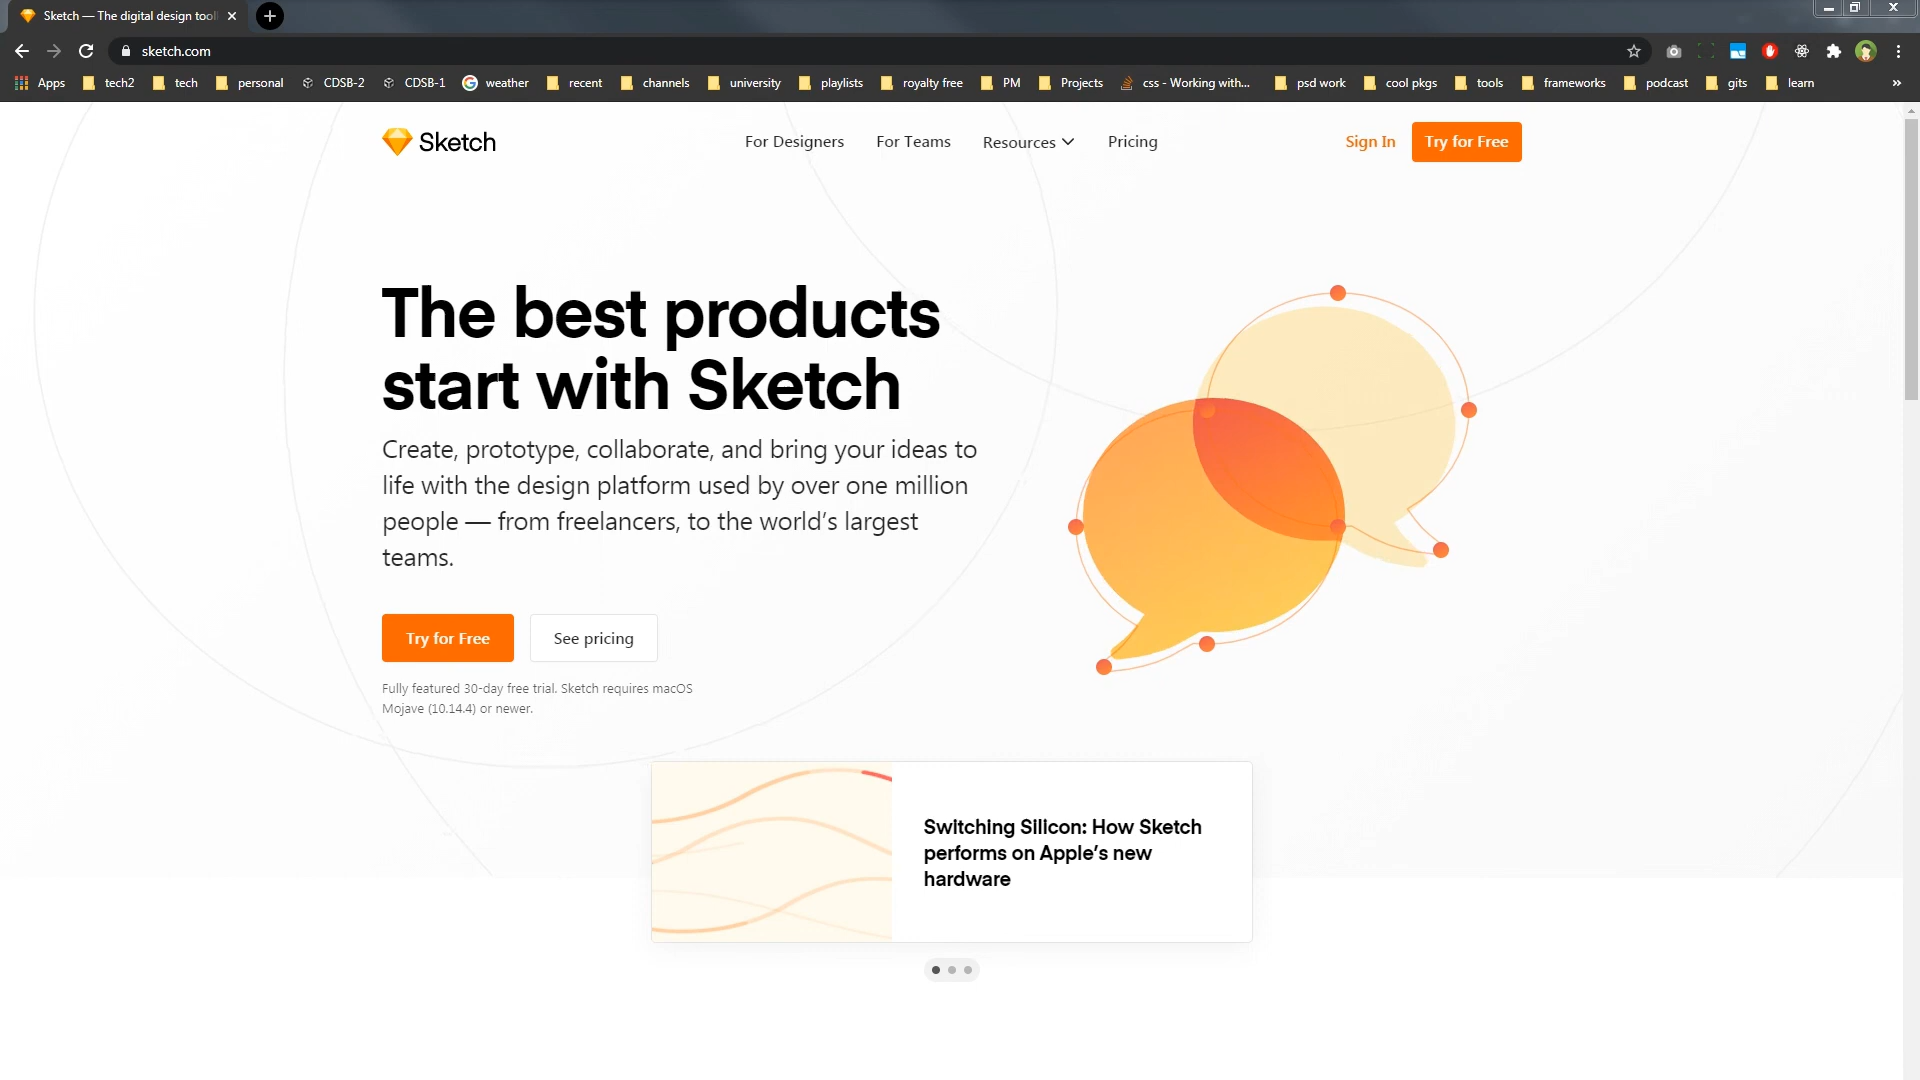 Sketch — The digital design tool
sketch.com
Apps tech2 tech personal CDSB-2 CDSB-1 weather recent channels university playlists royalty free PM Projects css - Working with... psd work cool pkgs tools frameworks podcast gits learn »
Sketch For Designers For Teams Resources Pricing Sign In Try for Free
The best products
start with Sketch
Create, prototype, collaborate, and bring your ideas to
life with the design platform used by over one million
people — from freelancers, to the world’s largest
teams.
Try for Free See pricing
Fully featured 30-day free trial. Sketch requires macOS
Mojave (10.14.4) or newer.
Switching Silicon: How Sketch
performs on Apple’s new
hardware